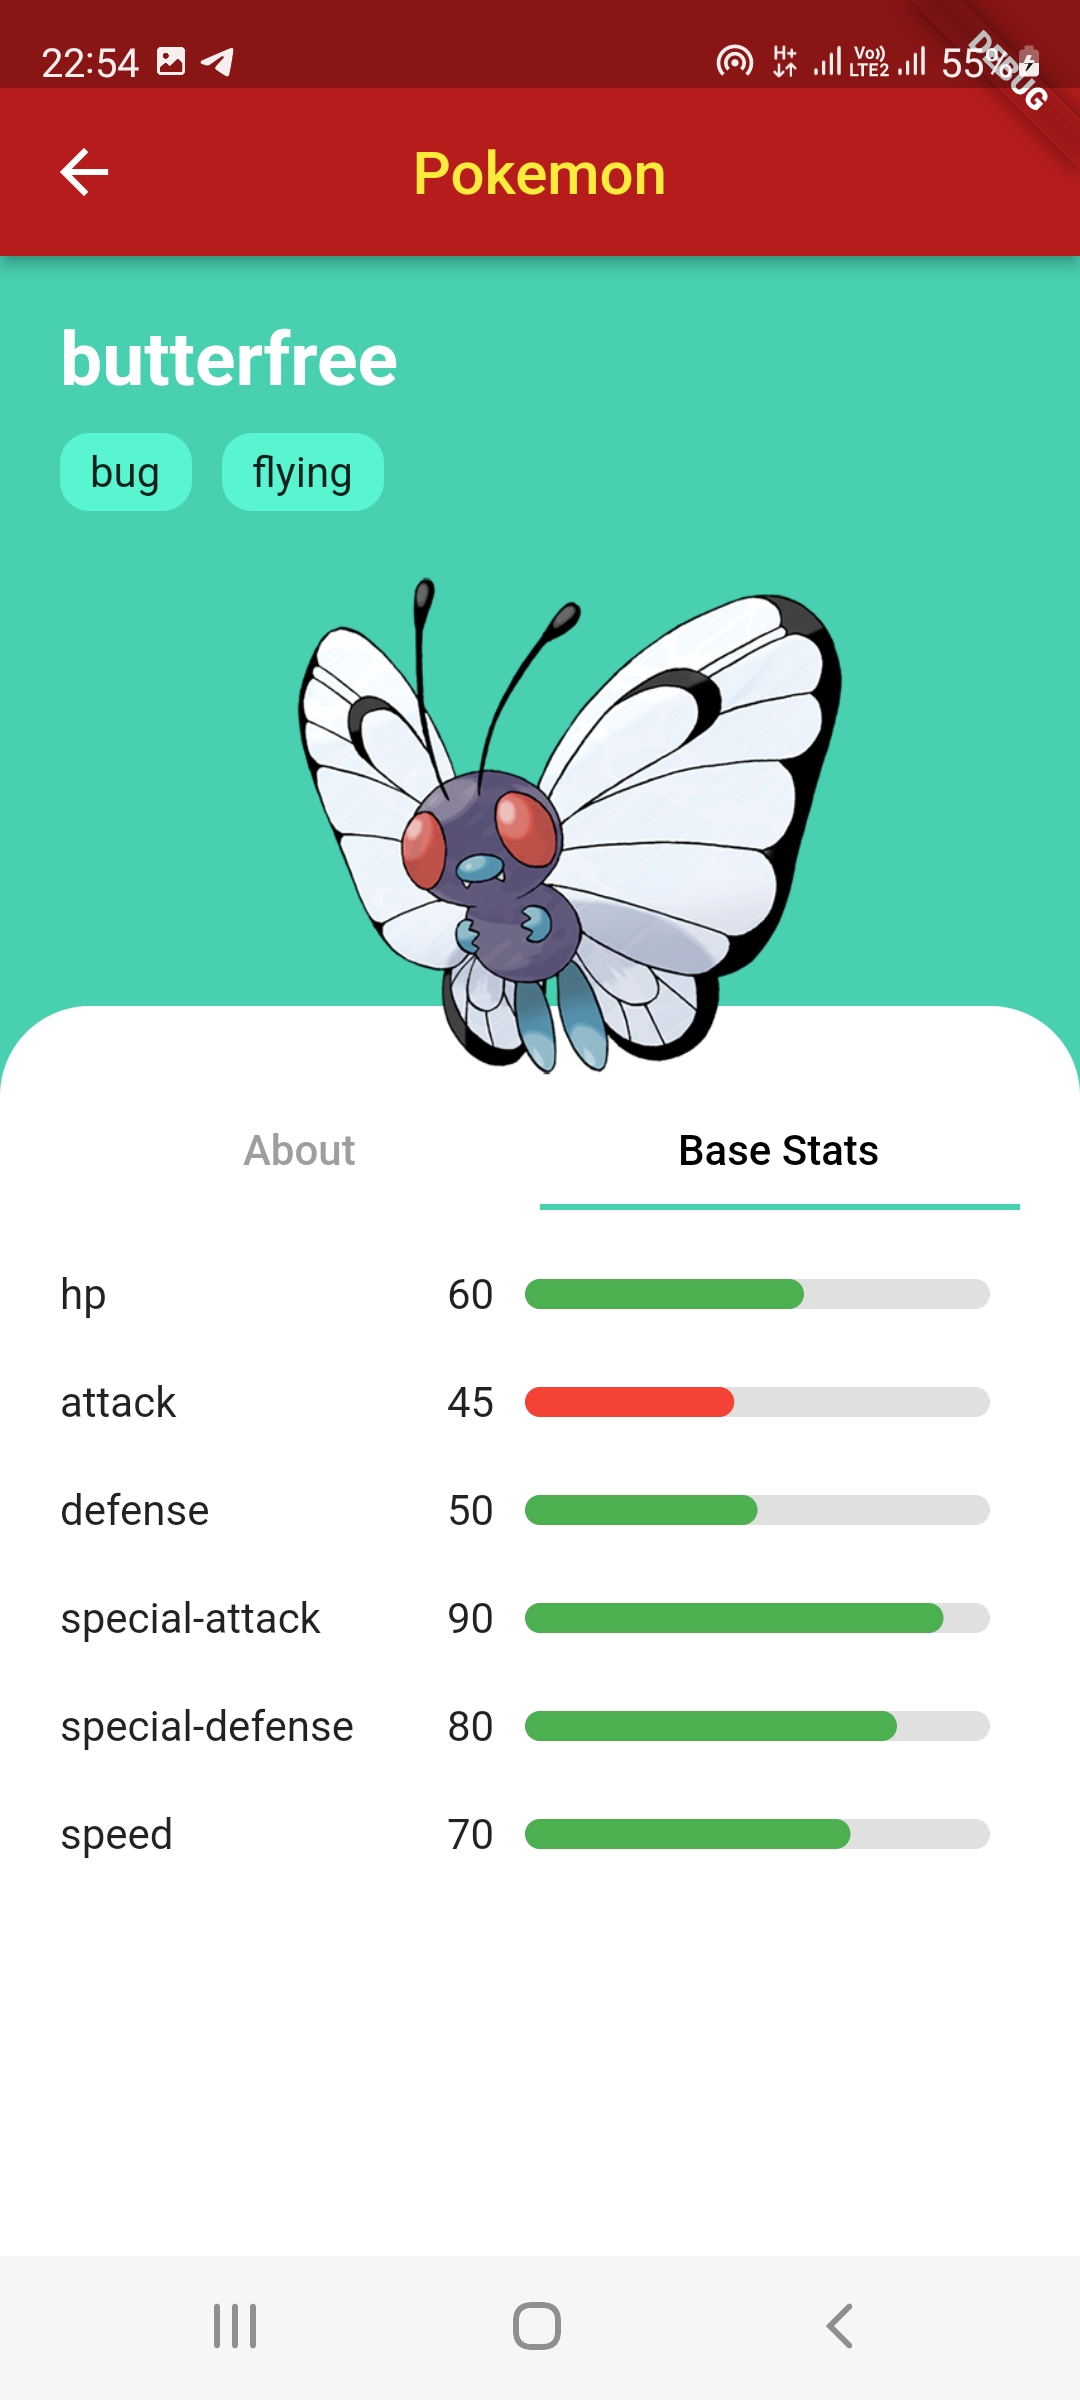 22:54 H+ Vo)) LTE2 55%
DEBUG
Pokemon
butterfree
bug flying
About Base Stats
hp 60
attack 45
defense 50
special-attack 90
special-defense 80
speed 70